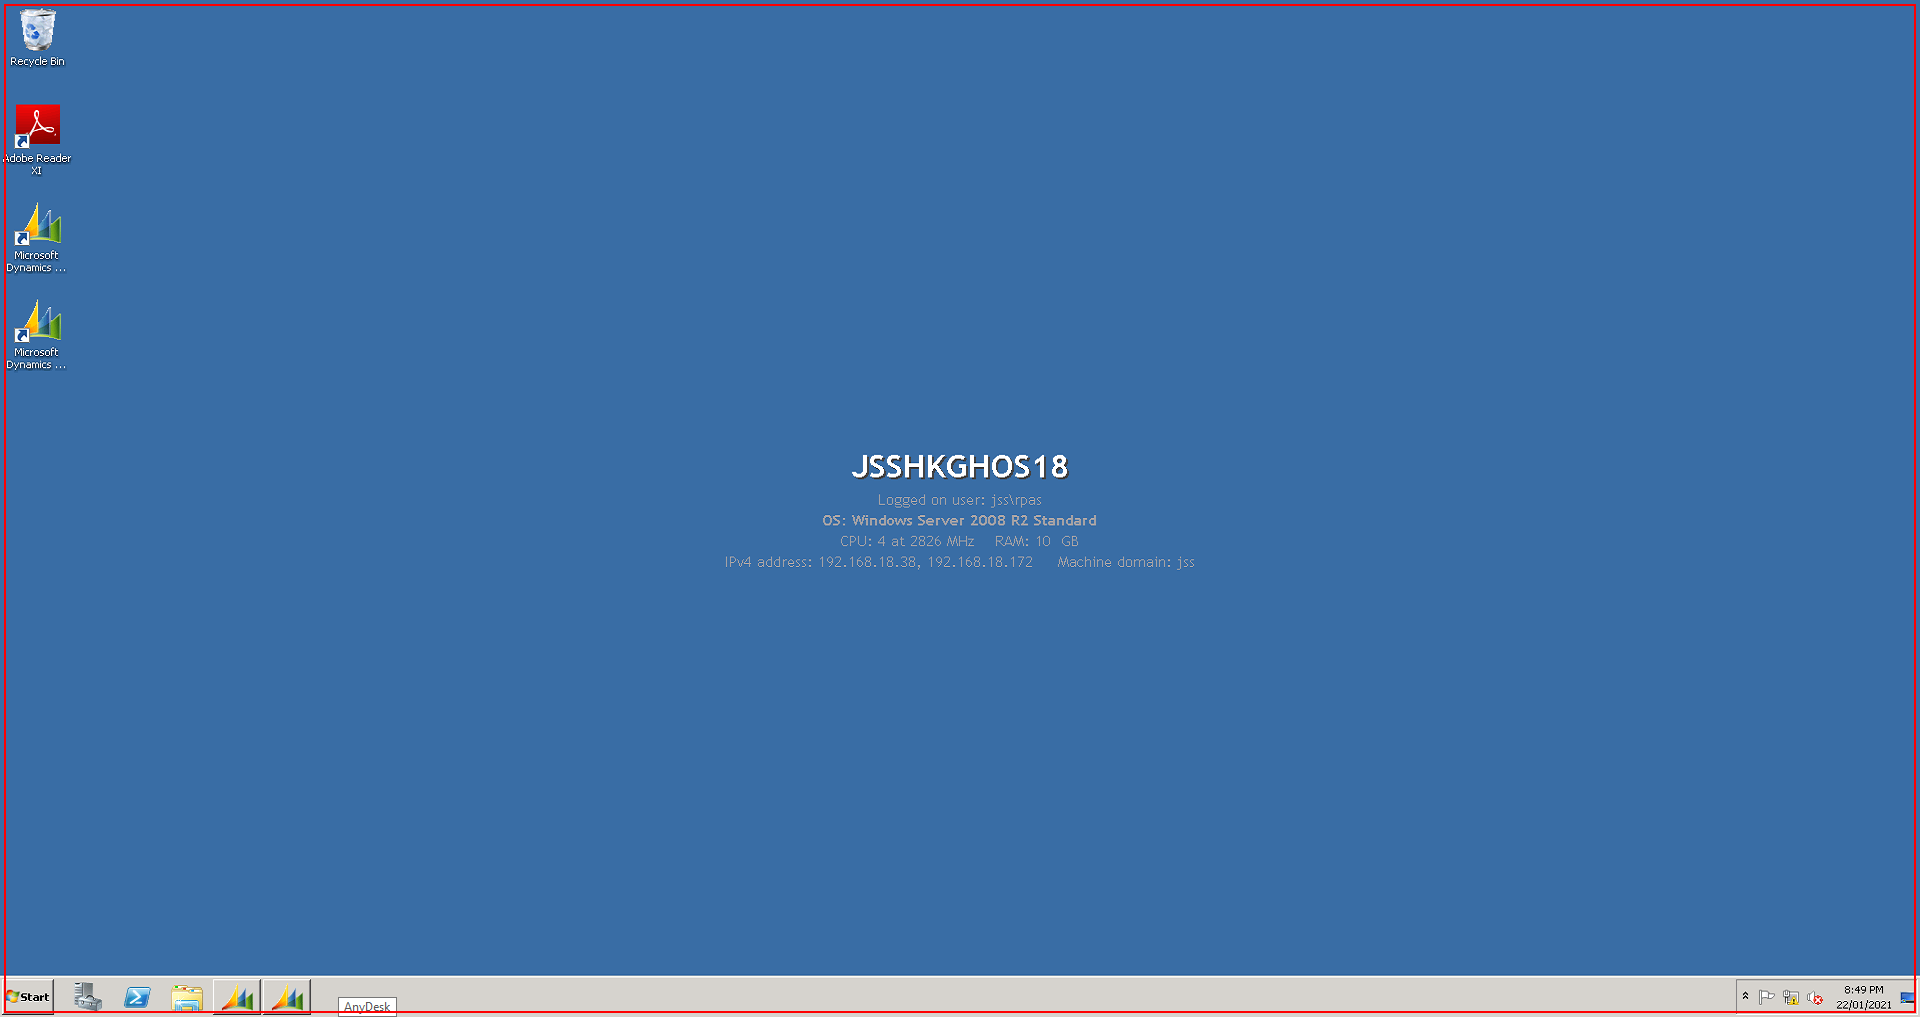 Recycle Bin
Adobe Reader
XI
Microsoft
Dynamics ...
Microsoft
Dynamics ...
JSSHKGHOS18
Logged on user: jss\rpas
OS: Windows Server 2008 R2 Standard
CPU: 4 at 2826 MHz RAM: 10 GB
IPv4 address: 192.168.18.38, 192.168.18.172 Machine domain: jss
Start
AnyDesk
8:49 PM
22/01/2021